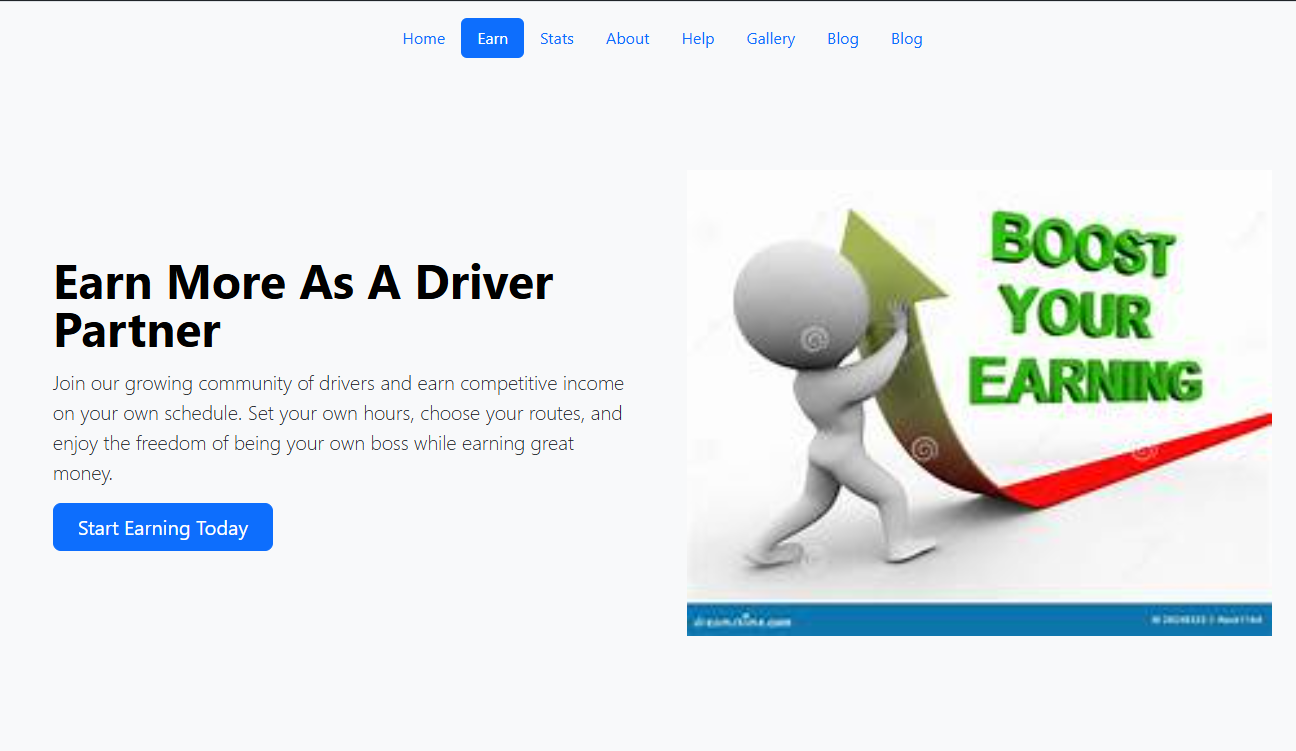 Home Earn Stats About Help Gallery Blog Blog
Earn More As A Driver
Partner
Join our growing community of drivers and earn competitive income
on your own schedule. Set your own hours, choose your routes, and
enjoy the freedom of being your own boss while earning great
money.
Start Earning Today
BOOST
YOUR
EARNING
dreamstime.com